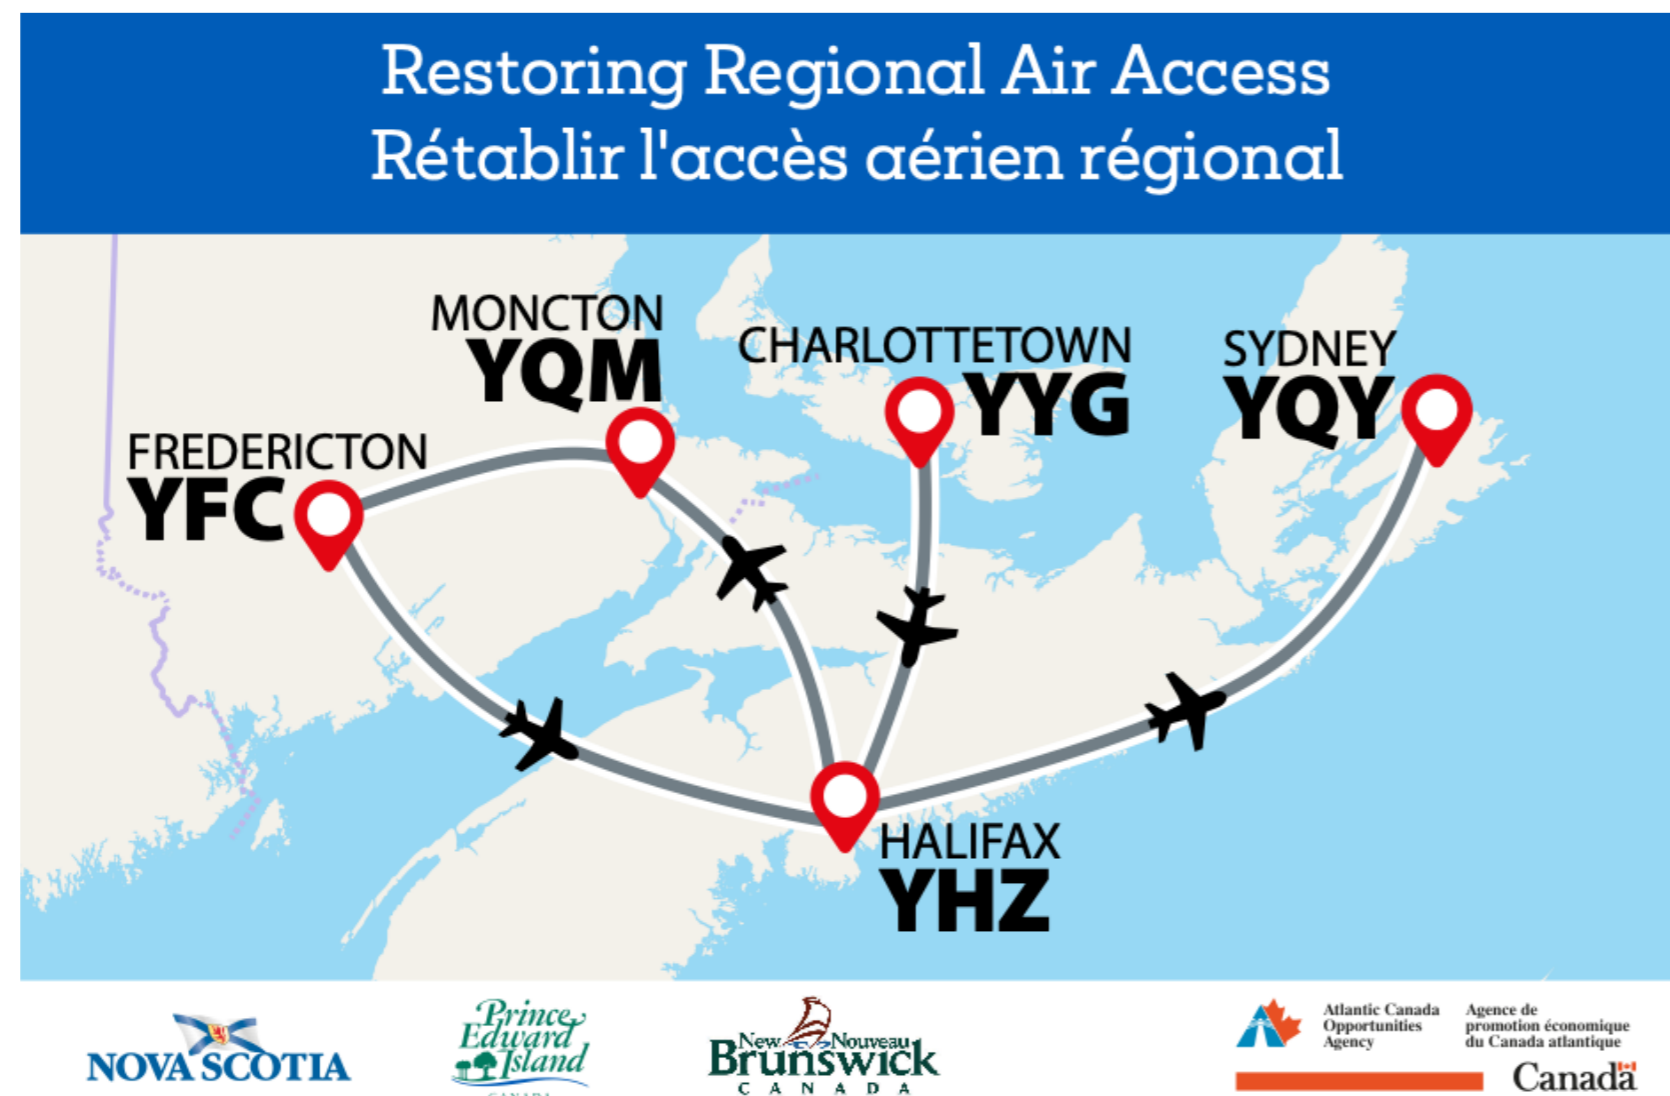 Restoring Regional Air Access
Rétablir l'accès aérien régional
MONCTON
YQM
CHARLOTTETOWN
YYG
SYDNEY
YQY
FREDERICTON
YFC
HALIFAX
YHZ
NOVA SCOTIA
Prince
Edward
Island
CANADA
New Nouveau
Brunswick
CANADA
Atlantic Canada
Opportunities
Agency
Agence de
promotion économique
du Canada atlantique
Canada